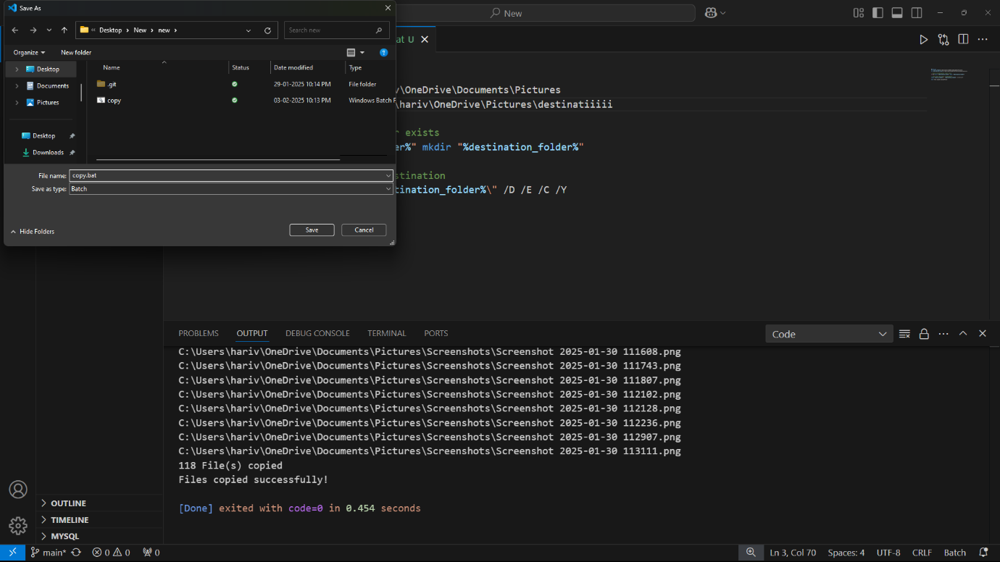 Save As
New
Desktop > New > new >
Search new
at U
Organize
New folder
Desktop
Documents
Pictures
Desktop
Downloads
Name Status Date modified Type
.git 29-01-2025 10:14 PM File folder
copy 03-02-2025 10:13 PM Windows Batch F
File name: copy.bat
Save as type: Batch
Hide Folders
Save
Cancel
v\OneDrive\Documents\Pictures
\hariv\OneDrive\Pictures\destinatiiiii
r exists
er%" mkdir "%destination_folder%"
stination
tination_folder%\" /D /E /C /Y
PROBLEMS OUTPUT DEBUG CONSOLE TERMINAL PORTS
Code
C:\Users\hariv\OneDrive\Documents\Pictures\Screenshots\Screenshot 2025-01-30 111608.png
C:\Users\hariv\OneDrive\Documents\Pictures\Screenshots\Screenshot 2025-01-30 111743.png
C:\Users\hariv\OneDrive\Documents\Pictures\Screenshots\Screenshot 2025-01-30 111807.png
C:\Users\hariv\OneDrive\Documents\Pictures\Screenshots\Screenshot 2025-01-30 112102.png
C:\Users\hariv\OneDrive\Documents\Pictures\Screenshots\Screenshot 2025-01-30 112128.png
C:\Users\hariv\OneDrive\Documents\Pictures\Screenshots\Screenshot 2025-01-30 112236.png
C:\Users\hariv\OneDrive\Documents\Pictures\Screenshots\Screenshot 2025-01-30 112907.png
C:\Users\hariv\OneDrive\Documents\Pictures\Screenshots\Screenshot 2025-01-30 113111.png
118 File(s) copied
Files copied successfully!
[Done] exited with code=0 in 0.454 seconds
OUTLINE
TIMELINE
MYSQL
main* 0 0 0 Ln 3, Col 70 Spaces: 4 UTF-8 CRLF Batch